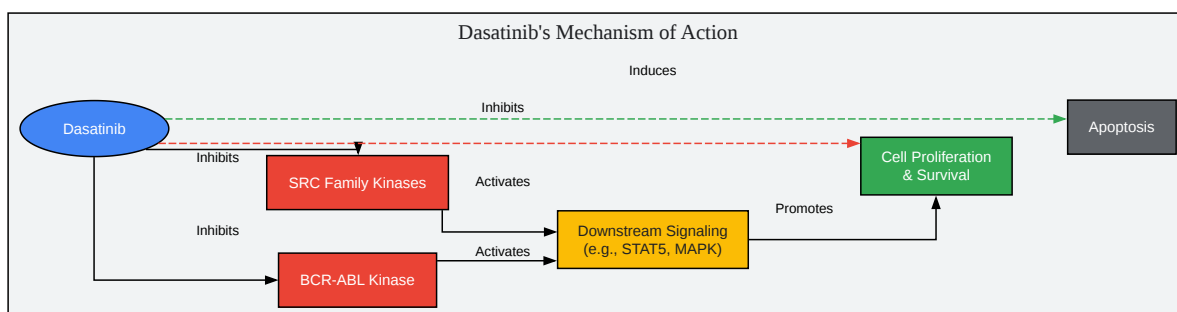 Dasatinib's Mechanism of Action
Induces
Inhibits
Dasatinib
Apoptosis
Inhibits
Cell Proliferation
& Survival
SRC Family Kinases
Activates
Promotes
Inhibits
Downstream Signaling
(e.g., STAT5, MAPK)
Activates
BCR-ABL Kinase